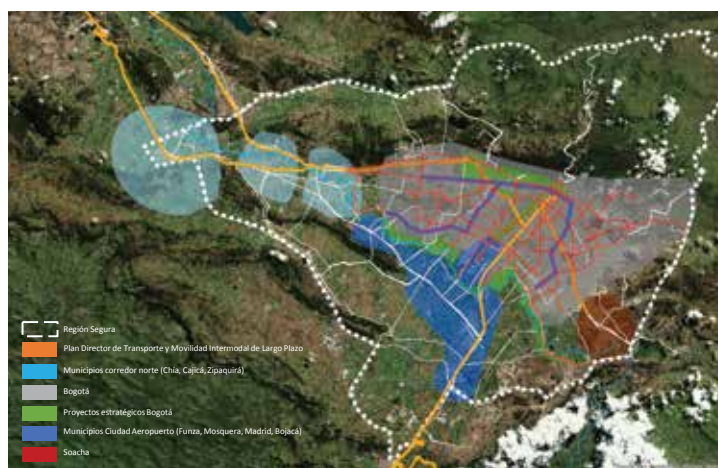 Región Segura
Plan Director de Transporte y Movilidad Intermodal de Largo Plazo
Municipios corredor norte (Chía, Cajicá, Zipaquirá)
Bogotá
Proyectos estratégicos Bogotá
Municipios Ciudad Aeropuerto (Funza, Mosquera, Madrid, Bojacá)
Soacha